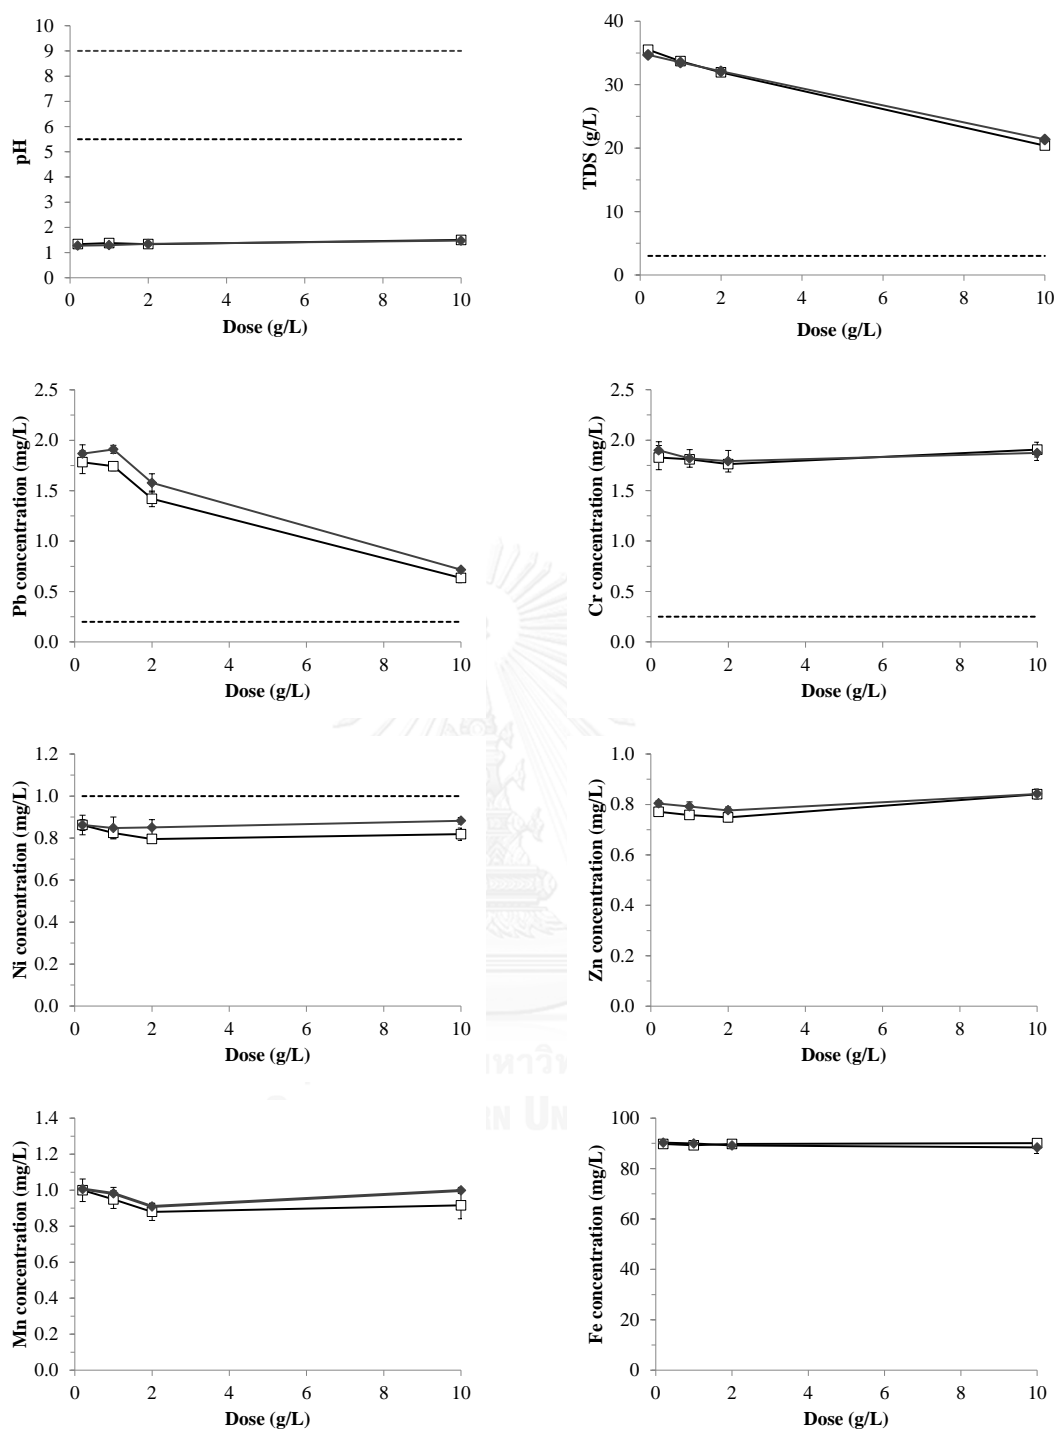 10
9
8
7
6
5
4
3
2
1
0
pH
0 2 4 6 8 10
Dose (g/L)
40
30
20
10
0
TDS (g/L)
0 2 4 6 8 10
Dose (g/L)
2.5
2.0
1.5
1.0
0.5
0.0
Pb concentration (mg/L)
0 2 4 6 8 10
Dose (g/L)
2.5
2.0
1.5
1.0
0.5
0.0
Cr concentration (mg/L)
0 2 4 6 8 10
Dose (g/L)
1.2
1.0
0.8
0.6
0.4
0.2
0.0
Ni concentration (mg/L)
0 2 4 6 8 10
Dose (g/L)
1.0
0.8
0.6
0.4
0.2
0.0
Zn concentration (mg/L)
0 2 4 6 8 10
Dose (g/L)
1.4
1.2
1.0
0.8
0.6
0.4
0.2
0.0
Mn concentration (mg/L)
0 2 4 6 8 10
Dose (g/L)
100
80
60
40
20
0
Fe concentration (mg/L)
0 2 4 6 8 10
Dose (g/L)